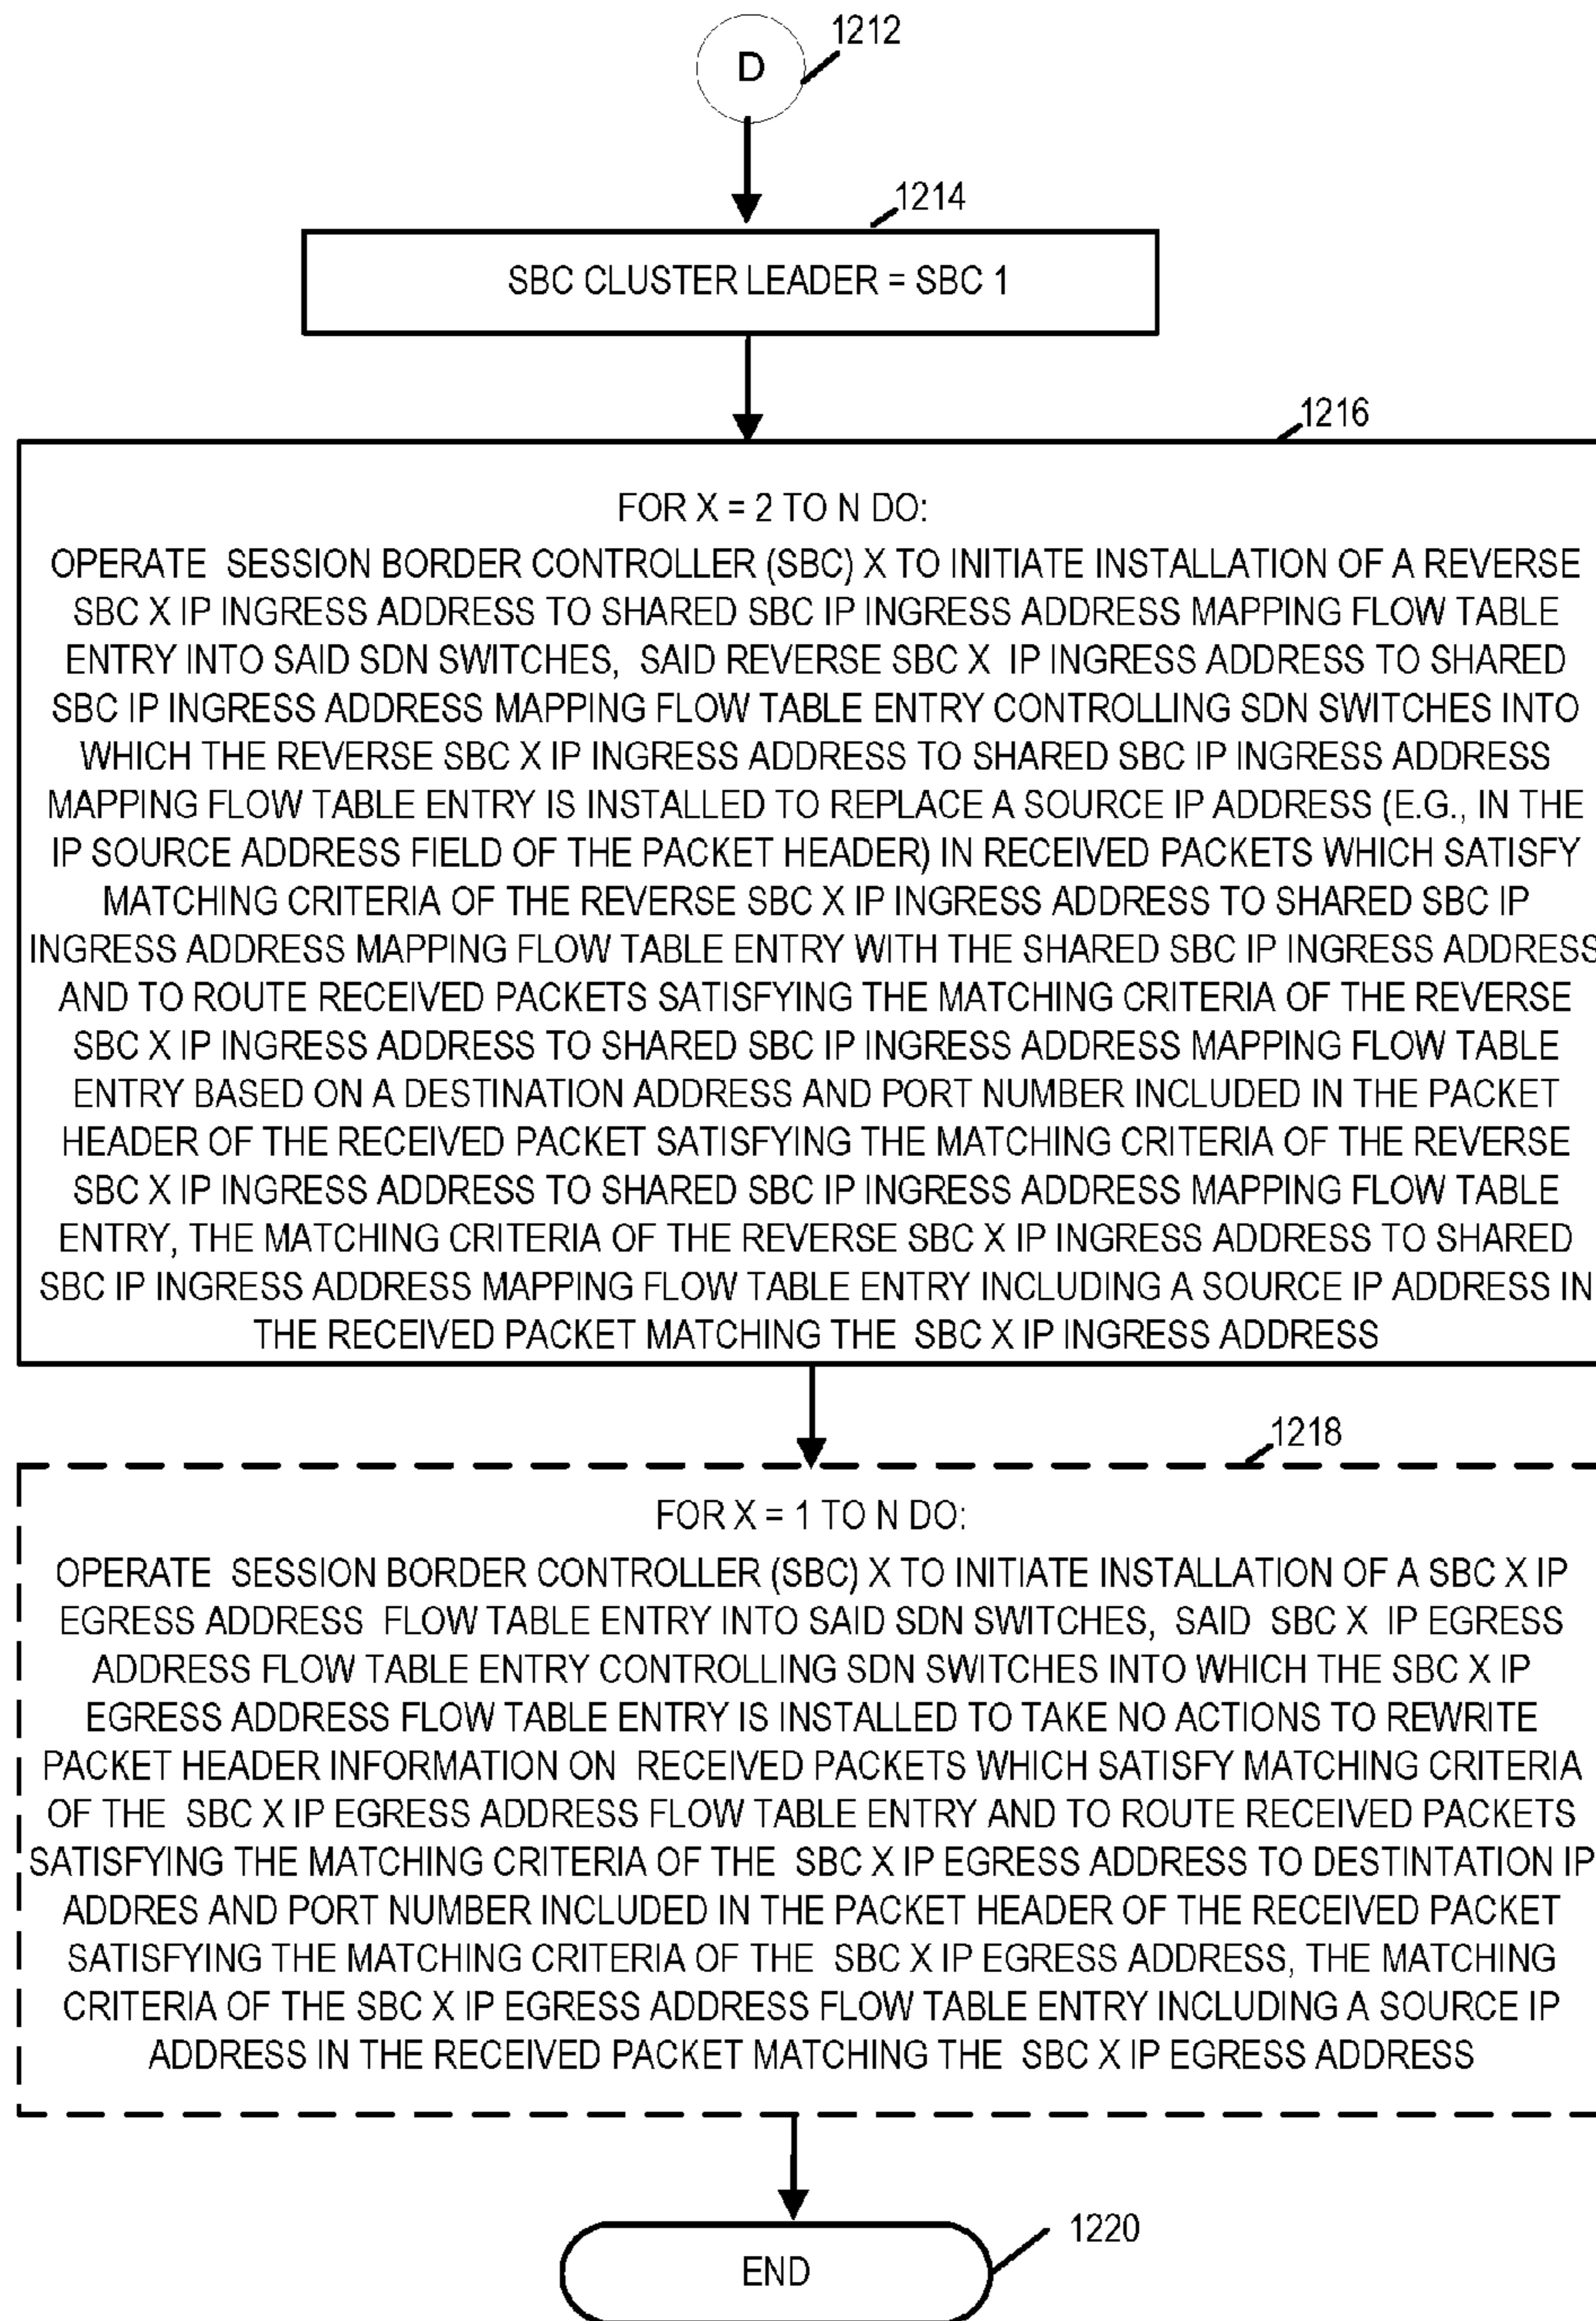 1212
D
1214
SBC CLUSTER LEADER = SBC 1
1216
FOR X = 2 TO N DO:
OPERATE SESSION BORDER CONTROLLER (SBC) X TO INITIATE INSTALLATION OF A REVERSE
SBC X IP INGRESS ADDRESS TO SHARED SBC IP INGRESS ADDRESS MAPPING FLOW TABLE
ENTRY INTO SAID SDN SWITCHES, SAID REVERSE SBC X IP INGRESS ADDRESS TO SHARED
SBC IP INGRESS ADDRESS MAPPING FLOW TABLE ENTRY CONTROLLING SDN SWITCHES INTO
WHICH THE REVERSE SBC X IP INGRESS ADDRESS TO SHARED SBC IP INGRESS ADDRESS
MAPPING FLOW TABLE ENTRY IS INSTALLED TO REPLACE A SOURCE IP ADDRESS (E.G., IN THE
IP SOURCE ADDRESS FIELD OF THE PACKET HEADER) IN RECEIVED PACKETS WHICH SATISFY
MATCHING CRITERIA OF THE REVERSE SBC X IP INGRESS ADDRESS TO SHARED SBC IP
INGRESS ADDRESS MAPPING FLOW TABLE ENTRY WITH THE SHARED SBC IP INGRESS ADDRESS
AND TO ROUTE RECEIVED PACKETS SATISFYING THE MATCHING CRITERIA OF THE REVERSE
SBC X IP INGRESS ADDRESS TO SHARED SBC IP INGRESS ADDRESS MAPPING FLOW TABLE
ENTRY BASED ON A DESTINATION ADDRESS AND PORT NUMBER INCLUDED IN THE PACKET
HEADER OF THE RECEIVED PACKET SATISFYING THE MATCHING CRITERIA OF THE REVERSE
SBC X IP INGRESS ADDRESS TO SHARED SBC IP INGRESS ADDRESS MAPPING FLOW TABLE
ENTRY, THE MATCHING CRITERIA OF THE REVERSE SBC X IP INGRESS ADDRESS TO SHARED
SBC IP INGRESS ADDRESS MAPPING FLOW TABLE ENTRY INCLUDING A SOURCE IP ADDRESS IN
THE RECEIVED PACKET MATCHING THE SBC X IP INGRESS ADDRESS
1218
FOR X = 1 TO N DO:
OPERATE SESSION BORDER CONTROLLER (SBC) X TO INITIATE INSTALLATION OF A SBC X IP
EGRESS ADDRESS FLOW TABLE ENTRY INTO SAID SDN SWITCHES, SAID SBC X IP EGRESS
ADDRESS FLOW TABLE ENTRY CONTROLLING SDN SWITCHES INTO WHICH THE SBC X IP
EGRESS ADDRESS FLOW TABLE ENTRY IS INSTALLED TO TAKE NO ACTIONS TO REWRITE
PACKET HEADER INFORMATION ON RECEIVED PACKETS WHICH SATISFY MATCHING CRITERIA
OF THE SBC X IP EGRESS ADDRESS FLOW TABLE ENTRY AND TO ROUTE RECEIVED PACKETS
SATISFYING THE MATCHING CRITERIA OF THE SBC X IP EGRESS ADDRESS TO DESTINTATION IP
ADDRES AND PORT NUMBER INCLUDED IN THE PACKET HEADER OF THE RECEIVED PACKET
SATISFYING THE MATCHING CRITERIA OF THE SBC X IP EGRESS ADDRESS, THE MATCHING
CRITERIA OF THE SBC X IP EGRESS ADDRESS FLOW TABLE ENTRY INCLUDING A SOURCE IP
ADDRESS IN THE RECEIVED PACKET MATCHING THE SBC X IP EGRESS ADDRESS
1220
END